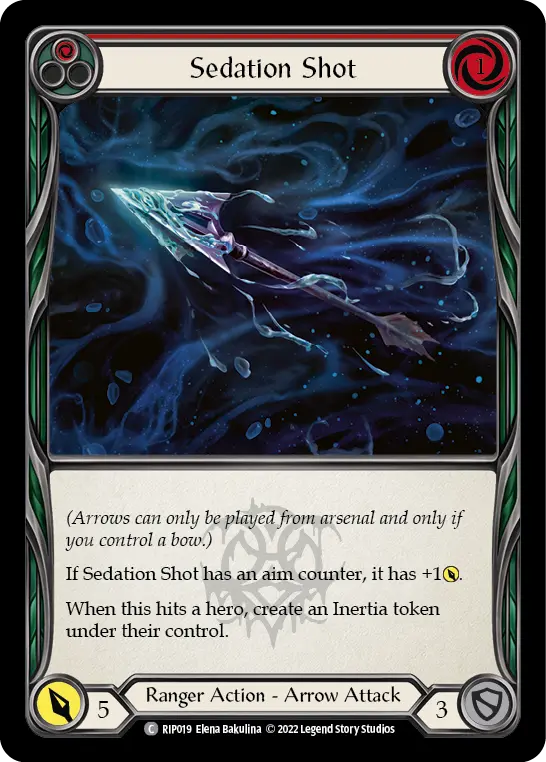 Sedation Shot
1
(Arrows can only be played from arsenal and only if
you control a bow.)
If Sedation Shot has an aim counter, it has +1.
When this hits a hero, create an Inertia token
under their control.
5
Ranger Action - Arrow Attack
3
C RIP019 Elena Bakulina © 2022 Legend Story Studios